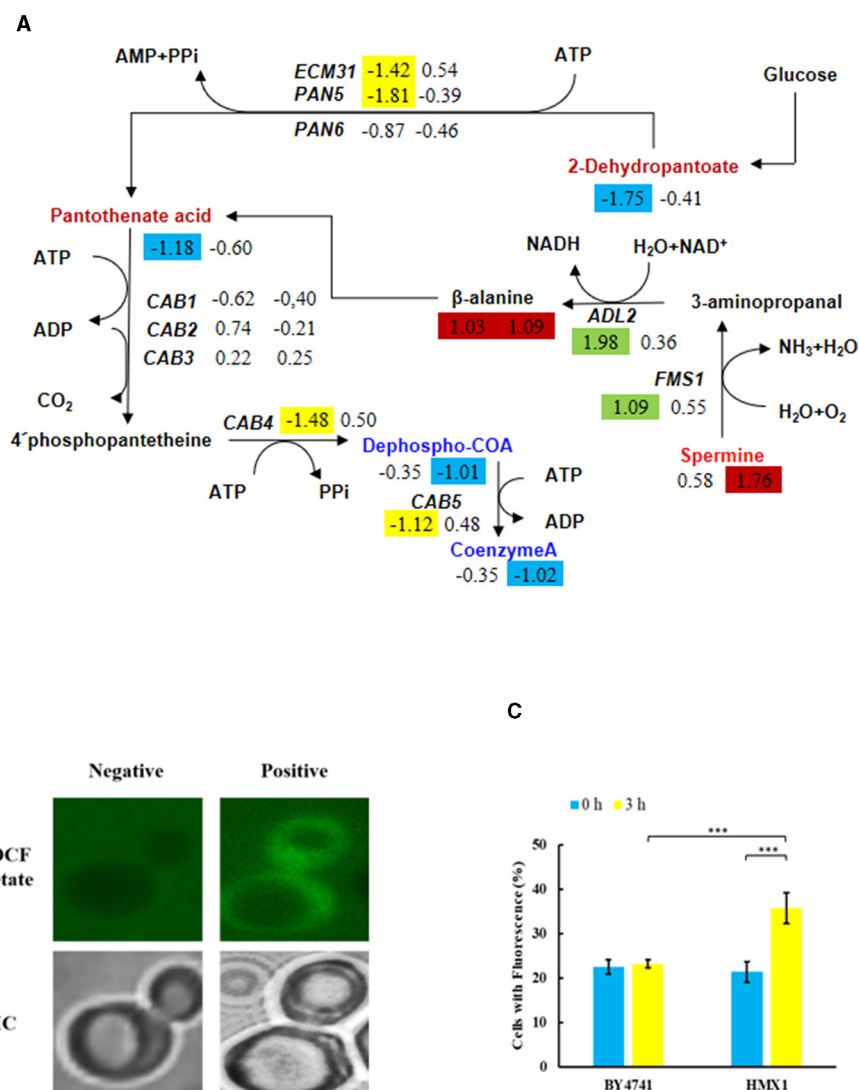 A
AMP+PPi
ECM31 -1.42 0.54
ATP
PAN5 -1.81 -0.39
Glucose
PAN6 -0.87 -0.46
2-Dehydropantoate
-1.75 -0.41
Pantothenate acid
-1.18 -0.60
NADH
H₂O+NAD⁺
ATP
β-alanine
3-aminopropanal
CAB1 -0.62 -0,40
ADL2
1.03 1.09
CAB2 0.74 -0.21
ADP
1.98 0.36
NH₃+H₂O
CAB3 0.22 0.25
FMS1
CO₂
1.09 0.55
H₂O+O₂
CAB4 -1.48 0.50
4´phosphopantetheine
Dephospho-COA
Spermine
-0.35 -1.01
ATP
0.58 1.76
ATP
PPi
CAB5
-1.12 0.48
ADP
CoenzymeA
-0.35 -1.02
C
Negative
Positive
0 h 3 h
***
***
50
40
30
20
10
0
Cells with Fluorescence (%)
BY4741
HMX1